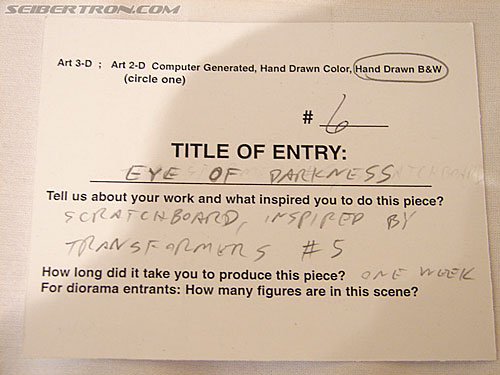 SEIBERTRON.COM
Art 3-D : Art 2-D Computer Generated, Hand Drawn Color, Hand Drawn B&W
(circle one)
# 6
TITLE OF ENTRY:
EYE OF DARKNESS
Tell us about your work and what inspired you to do this piece?
SCRATCHBOARD, INSPIRED BY
TRANSFORMERS #5
How long did it take you to produce this piece? ONE WEEK
For diorama entrants: How many figures are in this scene?